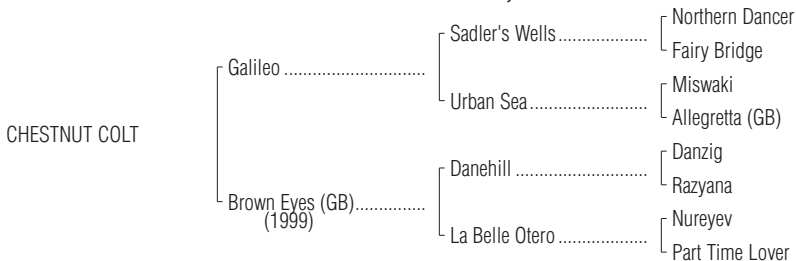 Northern Dancer
Sadler's Wells
Fairy Bridge
Galileo
Miswaki
Urban Sea
Allegretta (GB)
CHESTNUT COLT
Danzig
Danehill
Razyana
Brown Eyes (GB)
(1999)
Nureyev
La Belle Otero
Part Time Lover